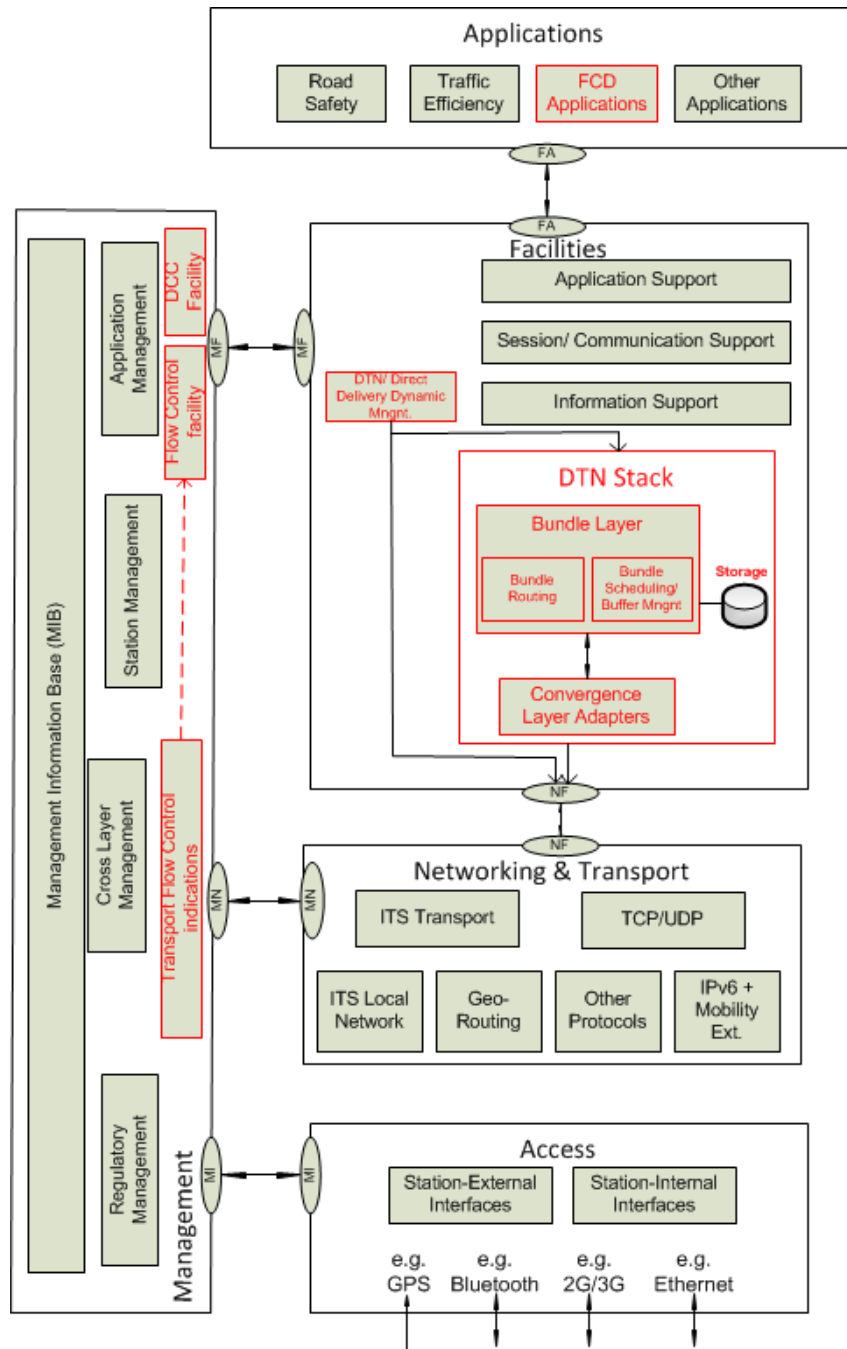 Applications
Road
Safety
Traffic
Efficiency
FCD
Applications
Other
Applications
FA
FA
Facilities
Application Support
Session/ Communication Support
Information Support
DTN/ Direct
Delivery Dynamic
Mngnt.
DTN Stack
Bundle Layer
Bundle
Routing
Bundle
Scheduling/
Buffer Mngnt
Storage
Convergence
Layer Adapters
NF
NF
Networking & Transport
ITS Transport
TCP/UDP
ITS Local
Network
Geo-
Routing
Other
Protocols
IPv6 +
Mobility
Ext.
Access
Station-External
Interfaces
Station-Internal
Interfaces
e.g.
GPS
e.g.
Bluetooth
e.g.
2G/3G
e.g.
Ethernet
Management Information Base (MIB)
Application
Management
DCC
Facility
Flow Control
facility
Station Management
Cross Layer
Management
Transport Flow Control
indications
Regulatory
Management
Management
MF
MF
MN
MN
MI
MI